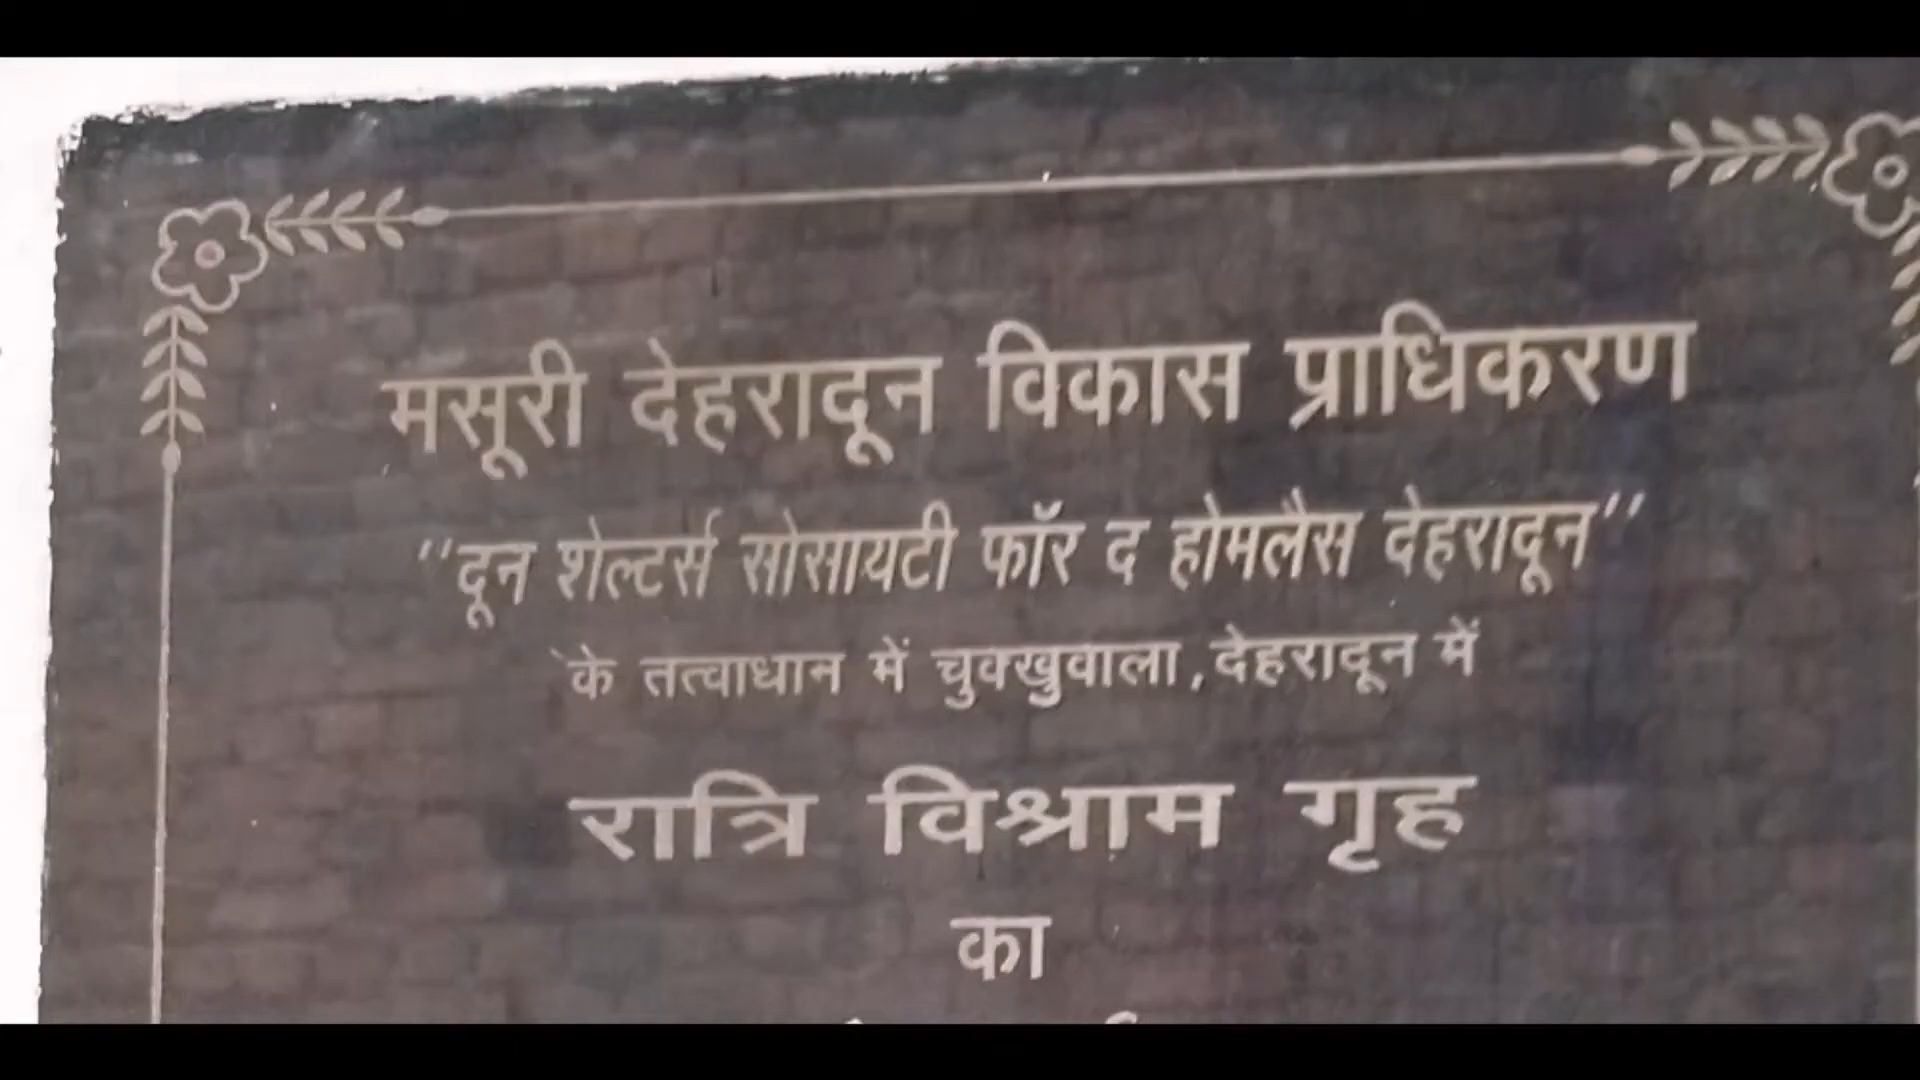 मसूरी देहरादून विकास प्राधिकरण
"दून शेल्टर्स सोसायटी फॉर द होमलैस देहरादून"
के तत्वाधान में चुक्खुवाला,देहरादून में
रात्रि विश्राम गृह
का